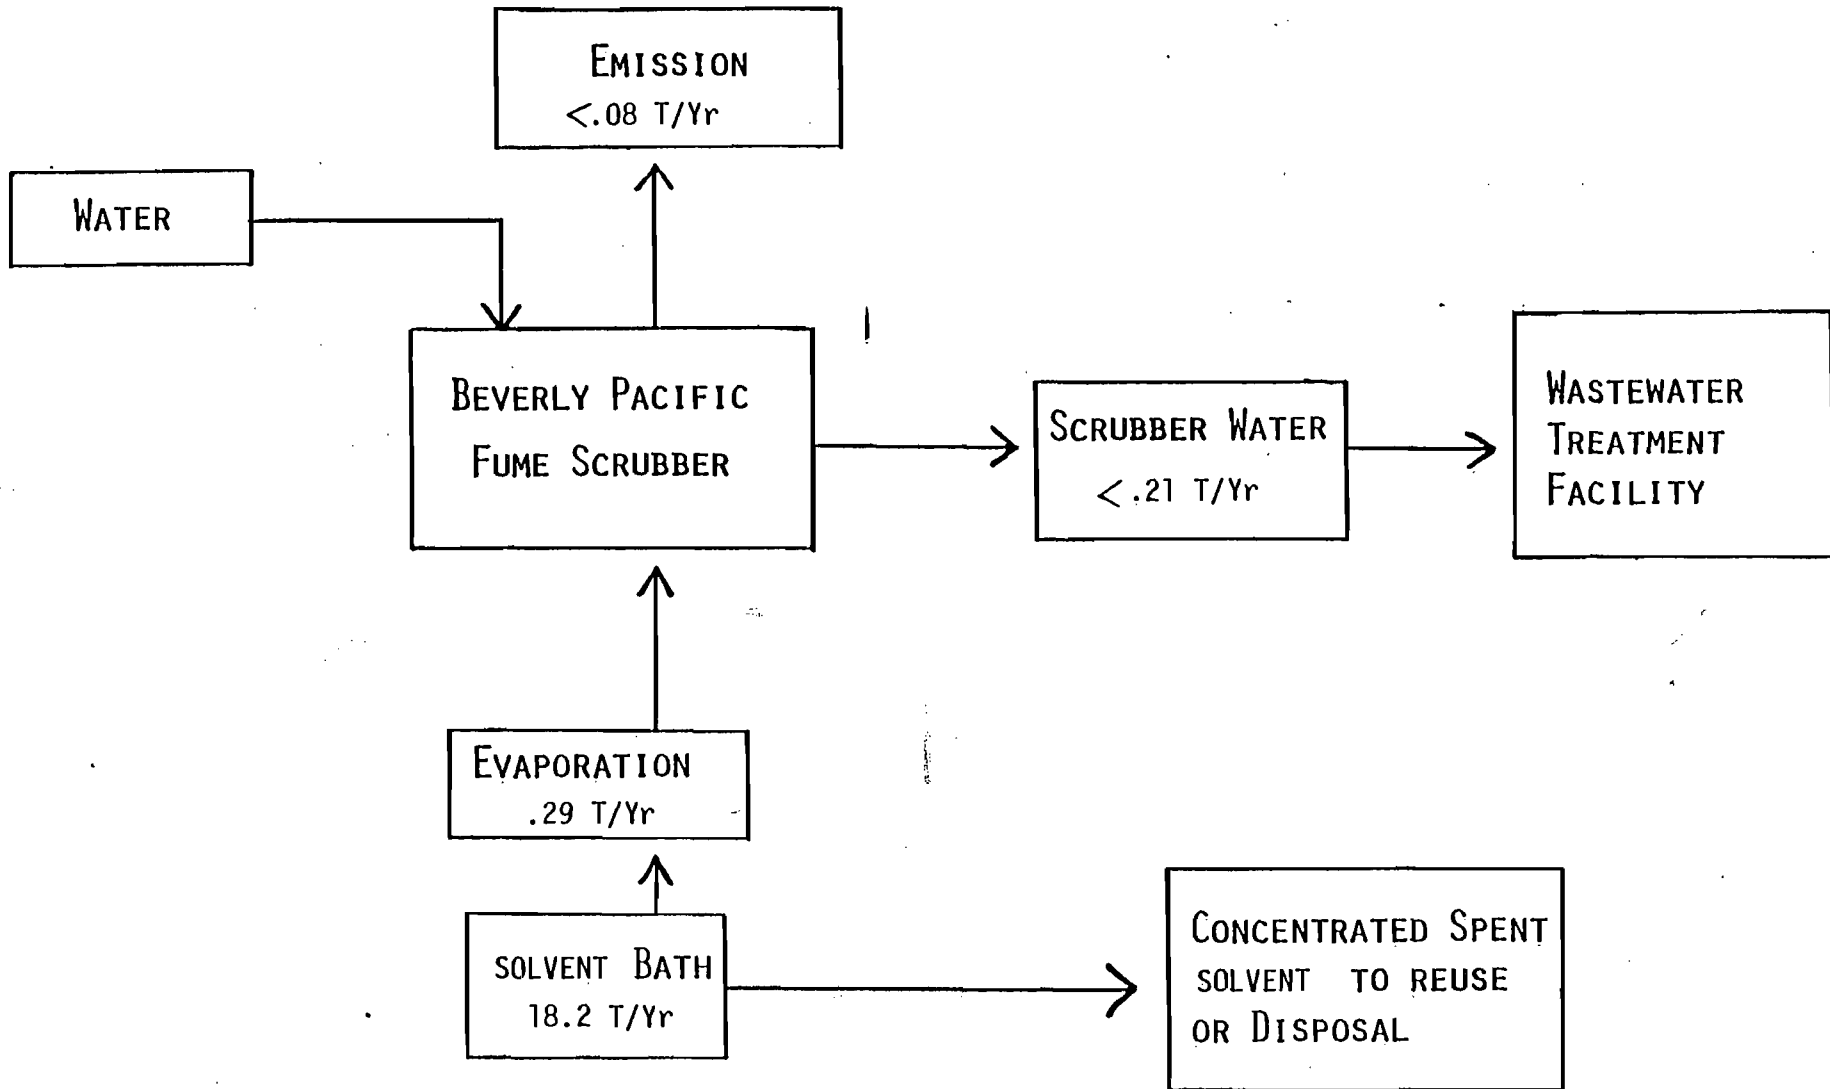 EMISSION
<.08 T/Yr
WATER
BEVERLY PACIFIC
FUME SCRUBBER
SCRUBBER WATER
<.21 T/Yr
WASTEWATER
TREATMENT
FACILITY
EVAPORATION
.29 T/Yr
SOLVENT BATH
18.2 T/Yr
CONCENTRATED SPENT
SOLVENT TO REUSE
OR DISPOSAL